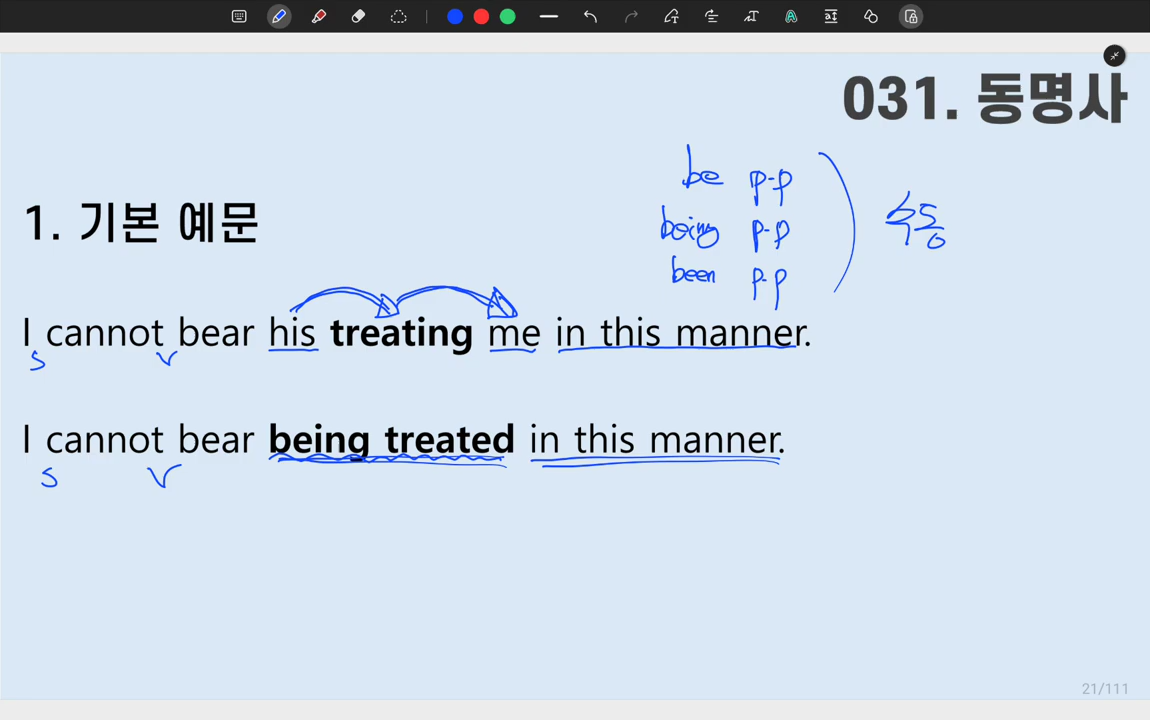 031. 동명사
be p-p
being p-p
been p-p
수동
1. 기본 예문
I cannot bear his treating me in this manner.
S V
I cannot bear being treated in this manner.
S V
21/111